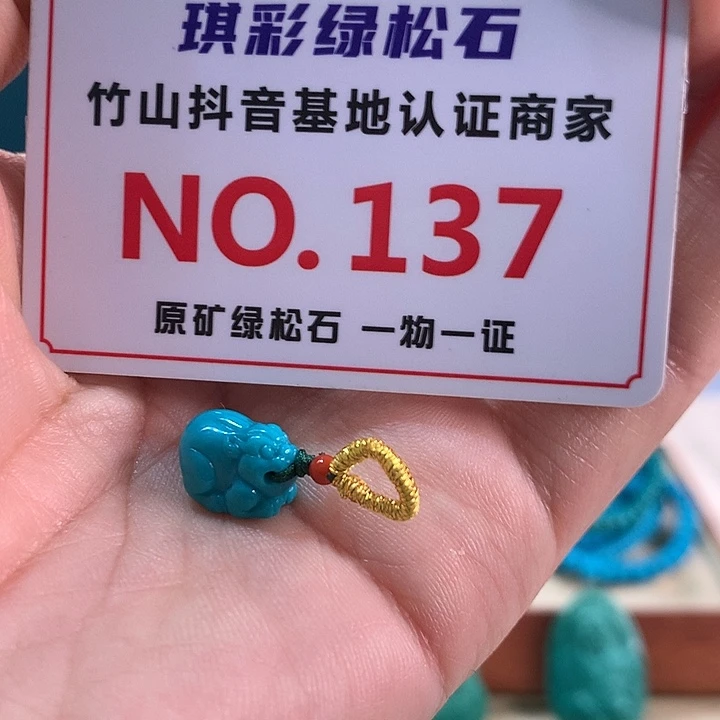 琪彩绿松石
竹山抖音基地认证商家
NO.137
原矿绿松石 一物一证